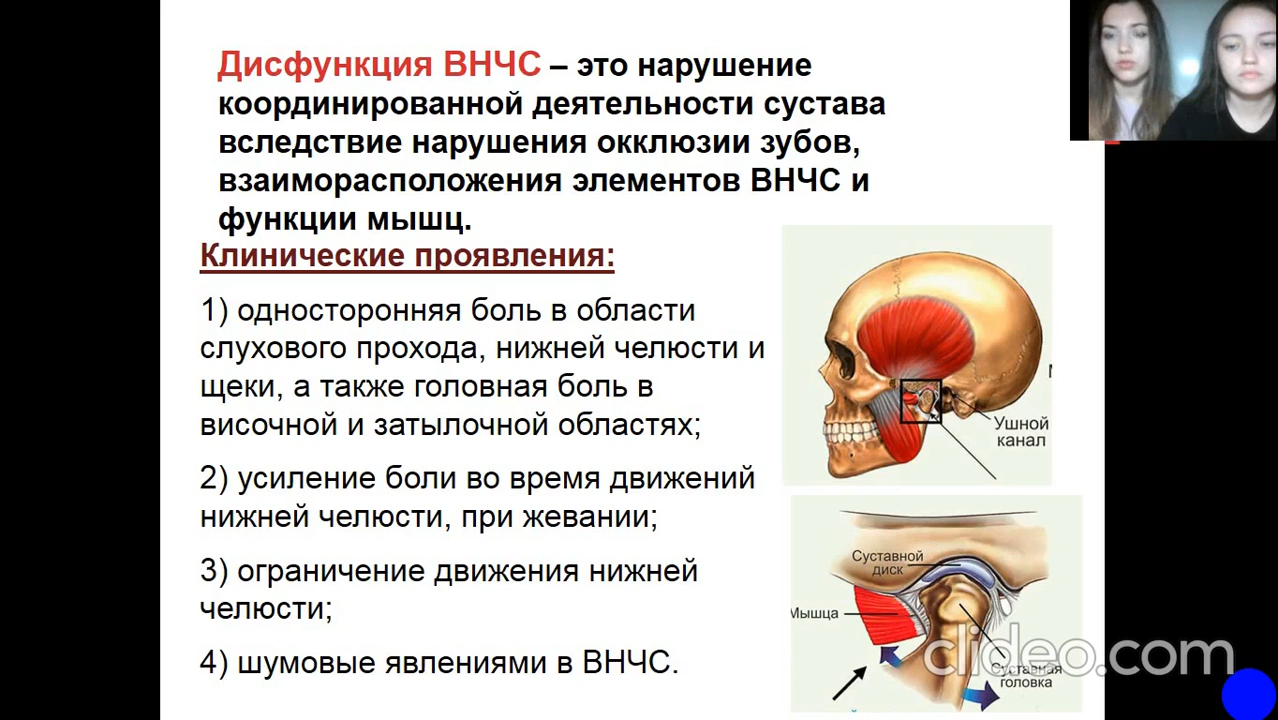 Дисфункция ВНЧС – это нарушение
координированной деятельности сустава
вследствие нарушения окклюзии зубов,
взаиморасположения элементов ВНЧС и
функции мышц.
Клинические проявления:
1) односторонняя боль в области
слухового прохода, нижней челюсти и
щеки, а также головная боль в
височной и затылочной областях;
2) усиление боли во время движений
нижней челюсти, при жевании;
3) ограничение движения нижней
челюсти;
4) шумовые явлениями в ВНЧС.
Ушной
канал
Суставной
диск
Мышца
Суставная
головка
clideo.com